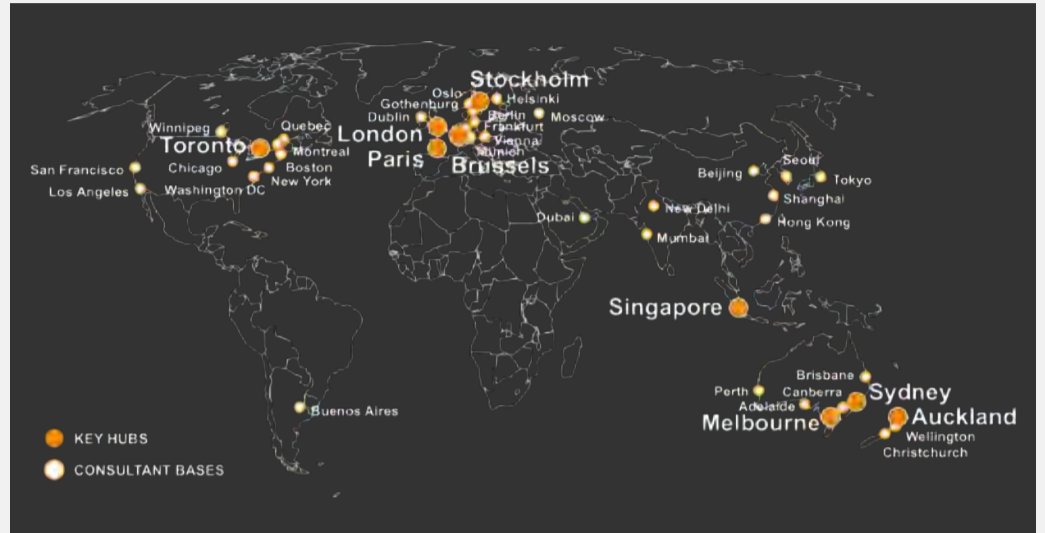 Stockholm
Oslo
Helsinki
Gothenburg
Dublin
Berlin
Moscow
London
Frankfurt
Vienna
Munich
Paris
Brussels
Winnipeg
Quebec
Toronto
Montreal
Chicago
Boston
San Francisco
New York
Washington DC
Los Angeles
Seoul
Beijing
Tokyo
Shanghai
New Delhi
Dubai
Hong Kong
Mumbai
Singapore
Brisbane
Perth
Canberra
Sydney
Adelaide
Melbourne
Auckland
Buenos Aires
Wellington
Christchurch
KEY HUBS
CONSULTANT BASES